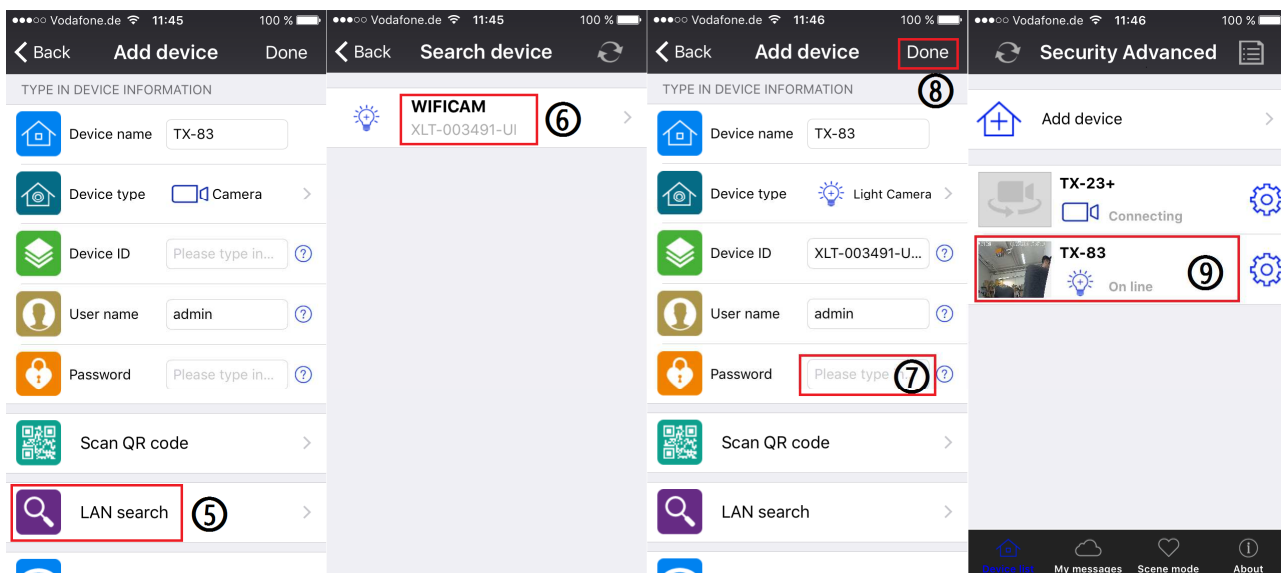 ●●●○○ Vodafone.de 11:45 100 %
Back Add device Done
TYPE IN DEVICE INFORMATION
Device name TX-83
Device type Camera
Device ID Please type in... ?
User name admin ?
Password Please type in... ?
Scan QR code
LAN search ⑤
●●●○○ Vodafone.de 11:45 100 %
Back Search device
WIFICAM
XLT-003491-UI
⑥
●●●○○ Vodafone.de 11:46 100 %
Back Add device Done
⑧
TYPE IN DEVICE INFORMATION
Device name TX-83
Device type Light Camera
Device ID XLT-003491-U... ?
User name admin ?
Password Please type ⑦ ?
Scan QR code
LAN search
●●●○○ Vodafone.de 11:46 100 %
Security Advanced
Add device
TX-23+
Connecting
TX-83
On line
⑨
Device list My messages Scene mode About